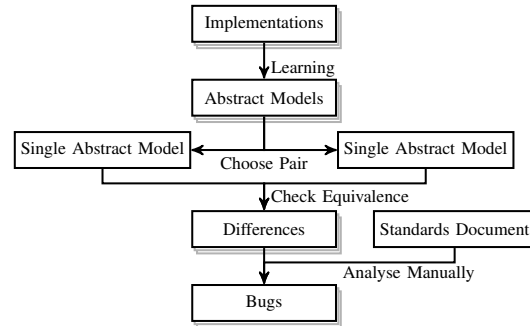 Implementations
Learning
Abstract Models
Single Abstract Model
Single Abstract Model
Choose Pair
Check Equivalence
Differences
Standards Document
Analyse Manually
Bugs